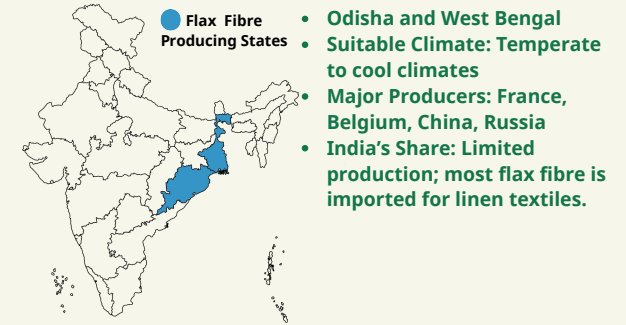 Flax Fibre
Producing States
• Odisha and West Bengal
• Suitable Climate: Temperate
to cool climates
• Major Producers: France,
Belgium, China, Russia
• India’s Share: Limited
production; most flax fibre is
imported for linen textiles.